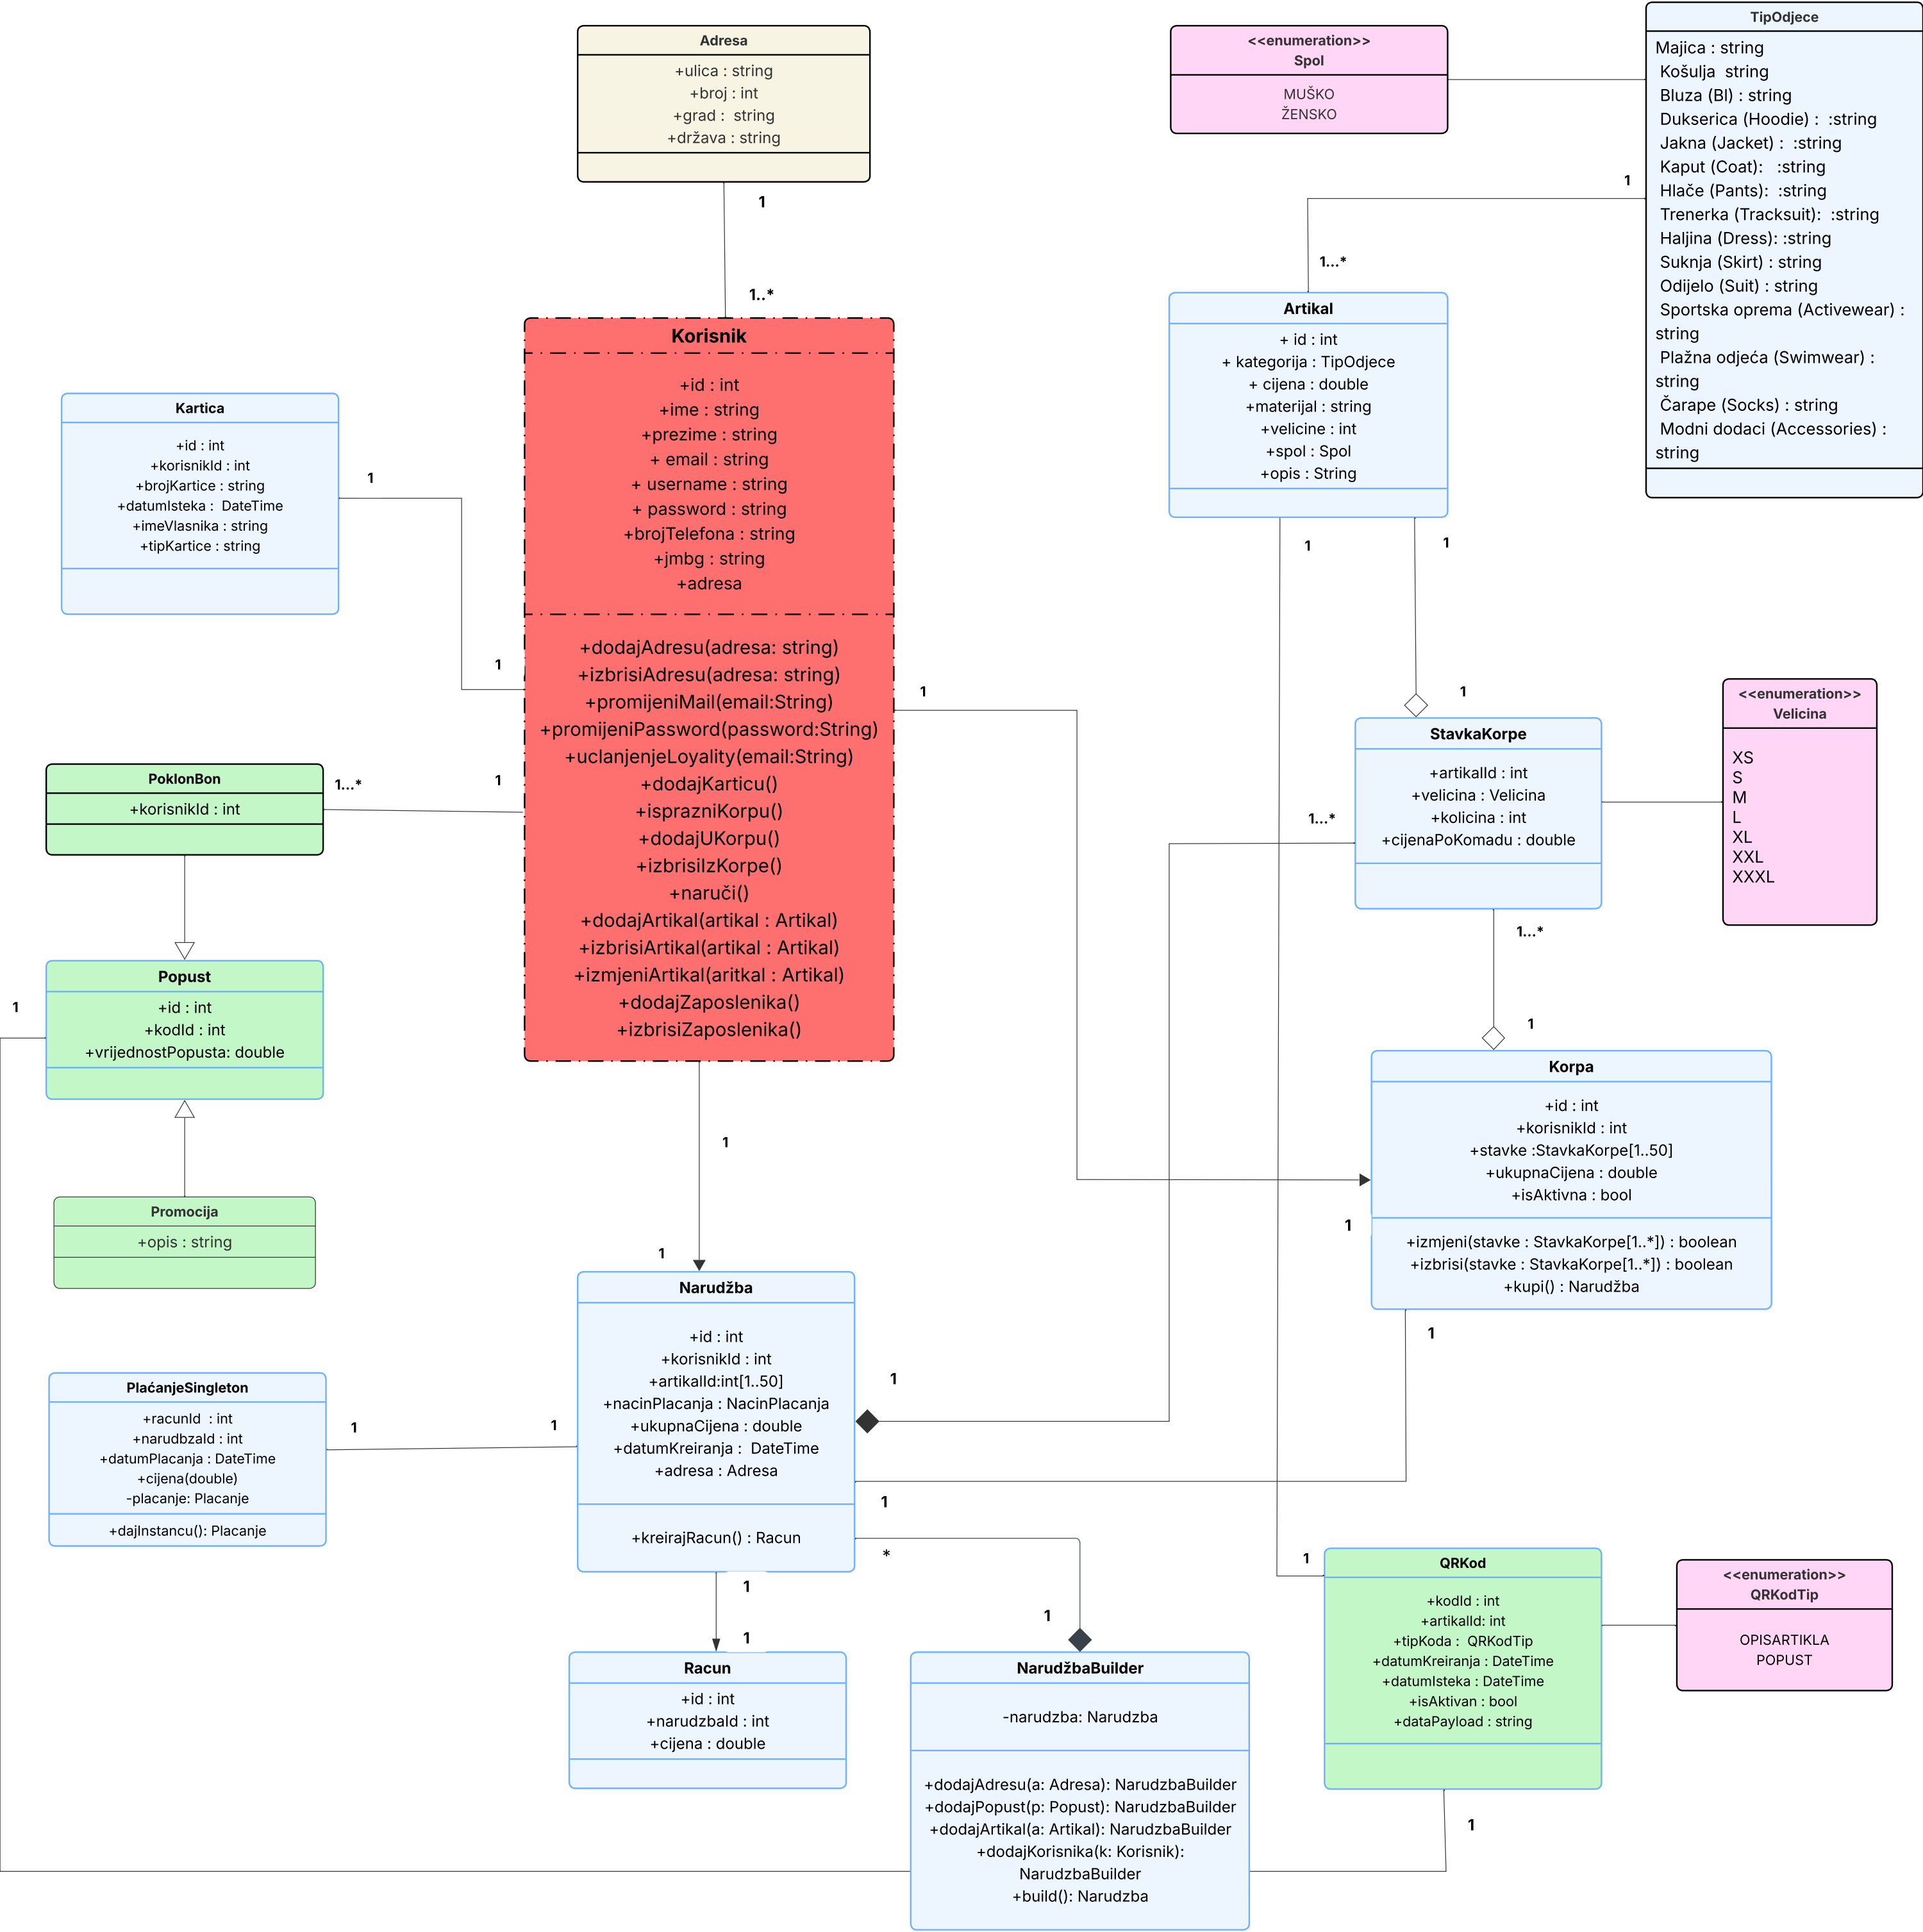 Adresa
+ulica : string
+broj : int
+grad :  string
+država : string
1
1..*
<<enumeration>>
Spol
MUŠKO
ŽENSKO
TipOdjece
Majica : string
Košulja  string
Bluza (Bl) : string
Dukserica (Hoodie) :  :string
Jakna (Jacket) :  :string
Kaput (Coat):   :string
Hlače (Pants):  :string
Trenerka (Tracksuit):  :string
Haljina (Dress): :string
Suknja (Skirt) : string
Odijelo (Suit) : string
Sportska oprema (Activewear) :
string
Plažna odjeća (Swimwear) :
string
Čarape (Socks) : string
Modni dodaci (Accessories) :
string
1
1...*
Korisnik
+id : int
+ime : string
+prezime : string
+ email : string
+ username : string
+ password : string
+brojTelefona : string
+jmbg : string
+adresa
+dodajAdresu(adresa: string)
+izbrisiAdresu(adresa: string)
+promijeniMail(email:String)
+promijeniPassword(password:String)
+uclanjenjeLoyality(email:String)
+dodajKarticu()
+isprazniKorpu()
+dodajUKorpu()
+izbrisiIzKorpe()
+naruči()
+dodajArtikal(artikal : Artikal)
+izbrisiArtikal(artikal : Artikal)
+izmjeniArtikal(aritkal : Artikal)
+dodajZaposlenika()
+izbrisiZaposlenika()
Artikal
+ id : int
+ kategorija : TipOdjece
+ cijena : double
+materijal : string
+velicine : int
+spol : Spol
+opis : String
1
1
1
Kartica
+id : int
+korisnikId : int
+brojKartice : string
+datumIsteka :  DateTime
+imeVlasnika : string
+tipKartice : string
1
1
1
<<enumeration>>
Velicina
XS
S
M
L
XL
XXL
XXXL
StavkaKorpe
+artikalId : int
+velicina : Velicina
+kolicina : int
+cijenaPoKomadu : double
1...*
1...*
1
PoklonBon
+korisnikId : int
1...*
1
Popust
+id : int
+kodId : int
+vrijednostPopusta: double
1
Promocija
+opis : string
1
1
Korpa
+id : int
+korisnikId : int
+stavke :StavkaKorpe[1..50]
+ukupnaCijena : double
+isAktivna : bool
+izmjeni(stavke : StavkaKorpe[1..*]) : boolean
+izbrisi(stavke : StavkaKorpe[1..*]) : boolean
+kupi() : Narudžba
1
1
Narudžba
+id : int
+korisnikId : int
+artikalId:int[1..50]
+nacinPlacanja : NacinPlacanja
+ukupnaCijena : double
+datumKreiranja :  DateTime
+adresa : Adresa
+kreirajRacun() : Racun
1
1
*
PlaćanjeSingleton
+racunId  : int
+narudbzaId : int
+datumPlacanja : DateTime
+cijena(double)
-placanje: Placanje
+dajInstancu(): Placanje
1
1
1
1
Racun
+id : int
+narudzbaId : int
+cijena : double
1
NarudžbaBuilder
-narudzba: Narudzba
+dodajAdresu(a: Adresa): NarudzbaBuilder
+dodajPopust(p: Popust): NarudzbaBuilder
+dodajArtikal(a: Artikal): NarudzbaBuilder
+dodajKorisnika(k: Korisnik):
NarudzbaBuilder
+build(): Narudzba
1
QRKod
+kodId : int
+artikalId: int
+tipKoda :  QRKodTip
+datumKreiranja : DateTime
+datumIsteka : DateTime
+isAktivan : bool
+dataPayload : string
1
<<enumeration>>
QRKodTip
OPISARTIKLA
POPUST